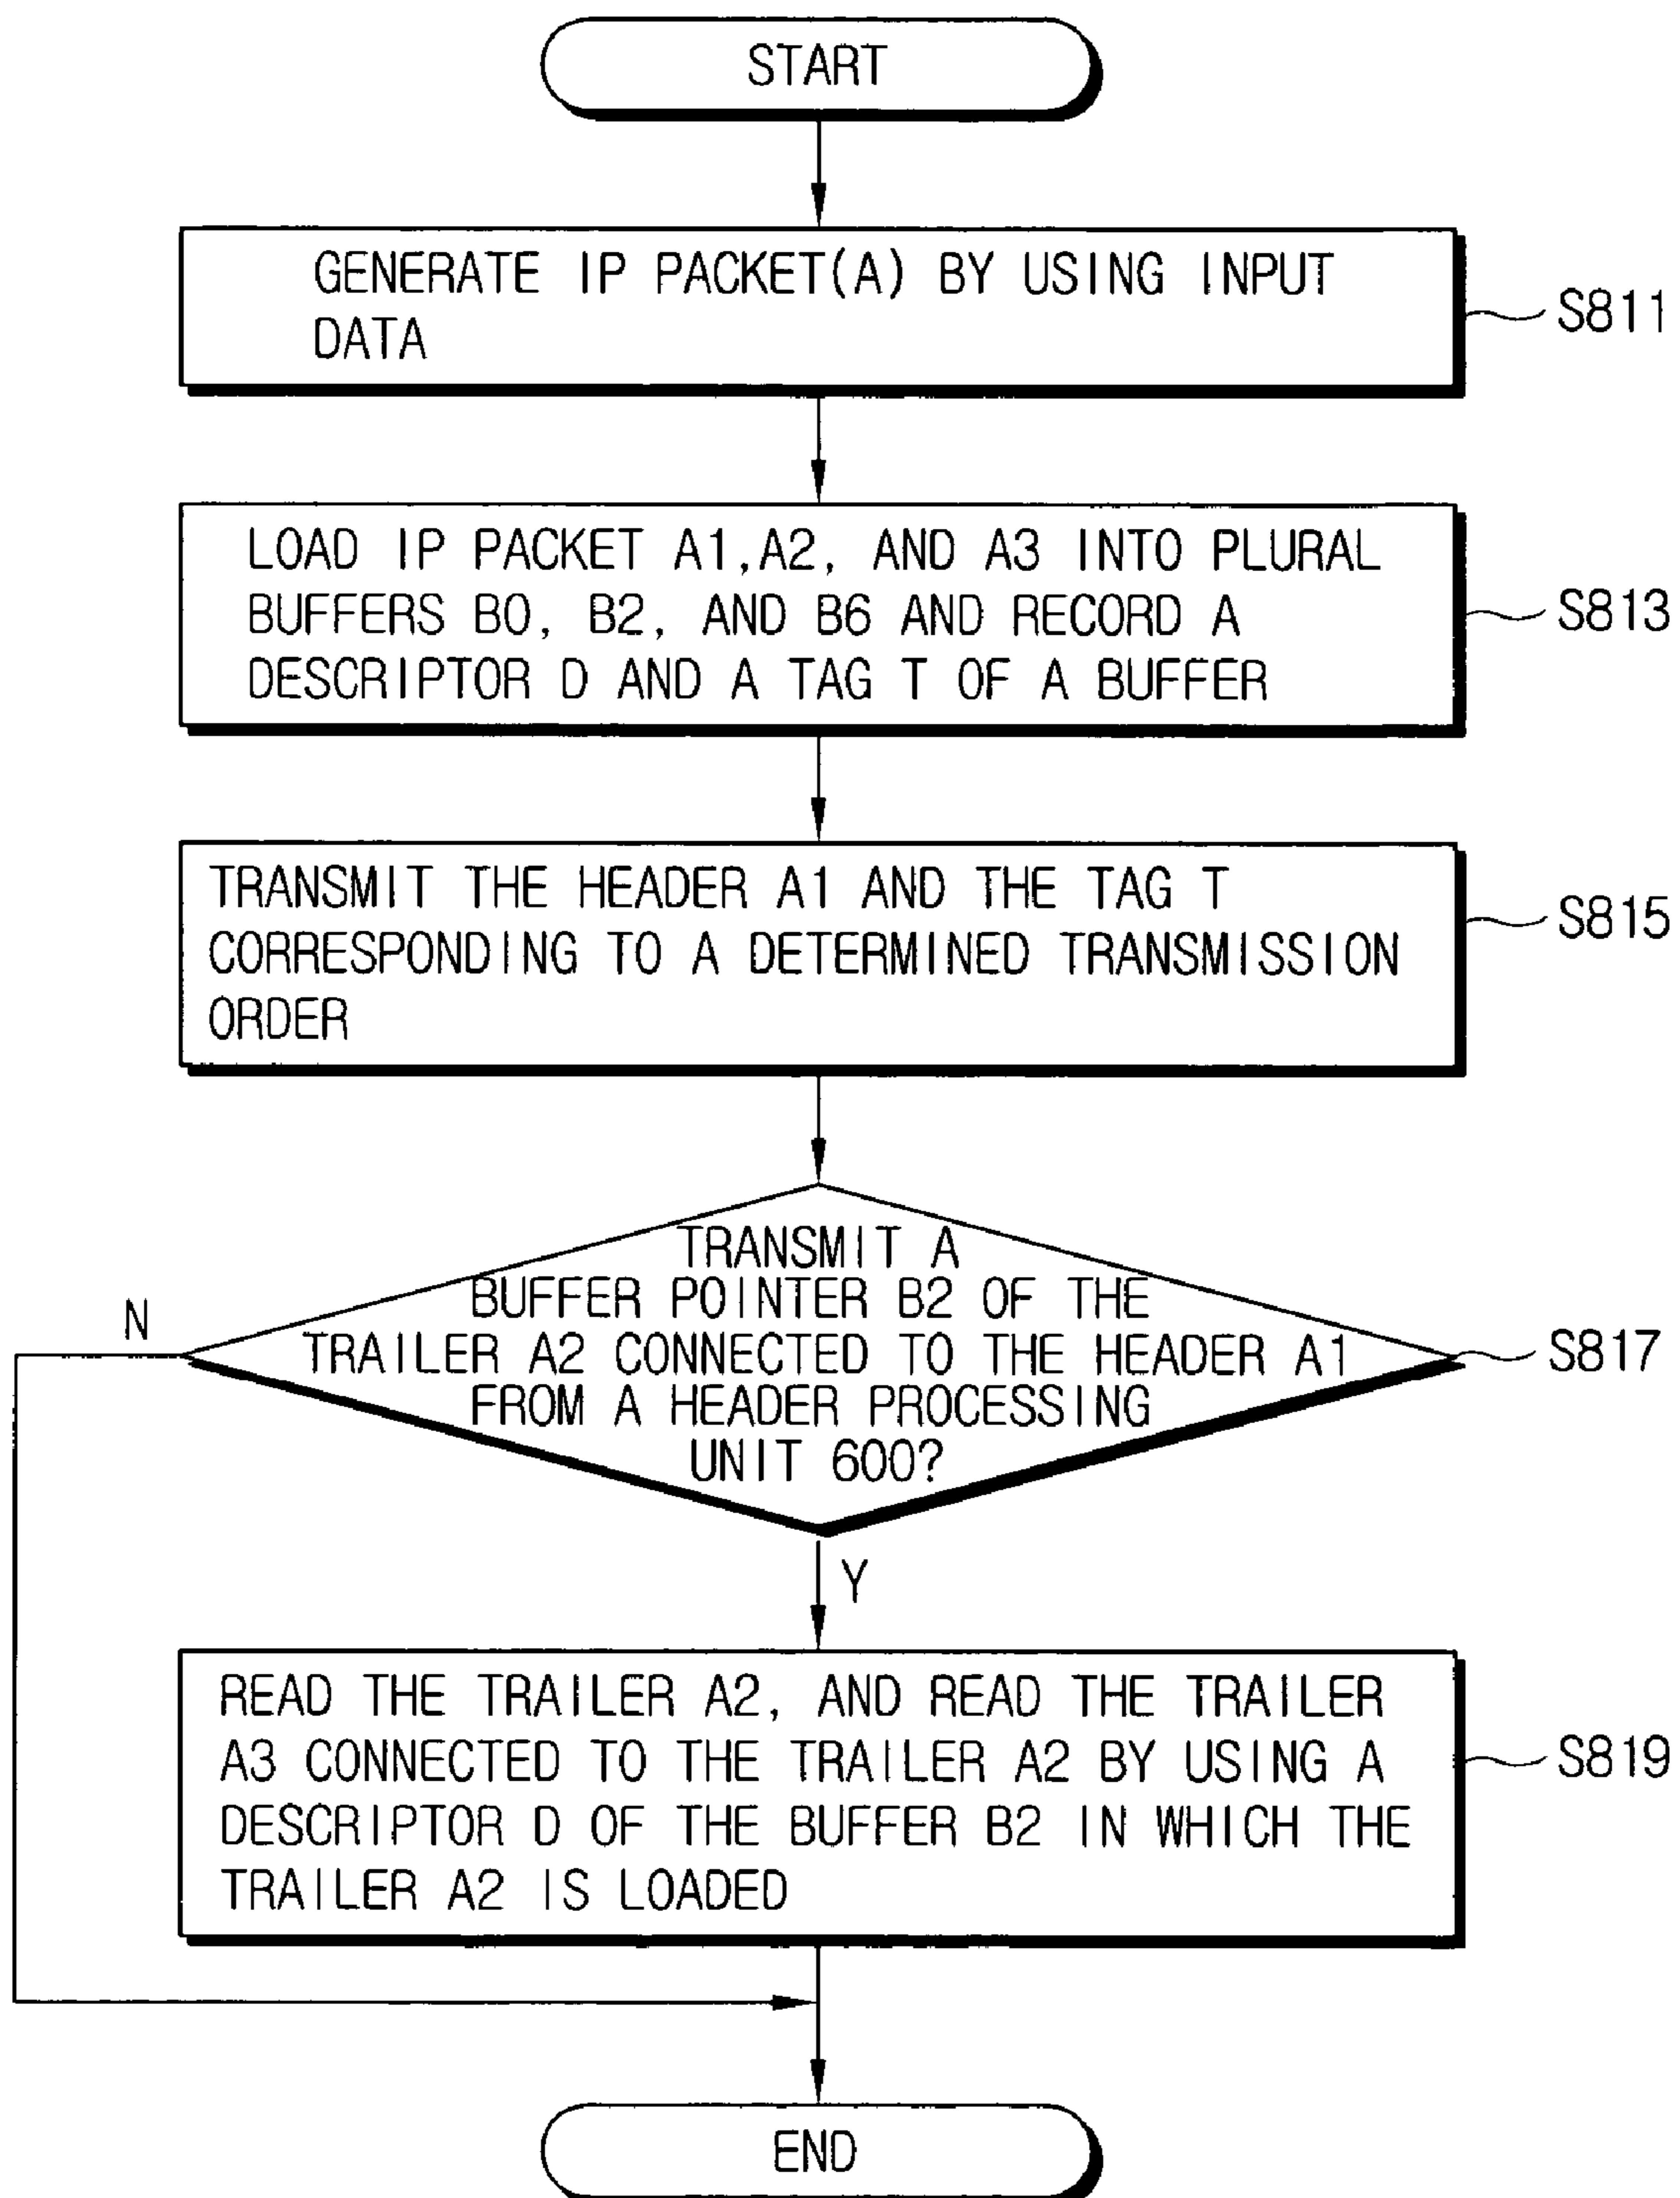 START
GENERATE IP PACKET(A) BY USING INPUT
DATA
S811
LOAD IP PACKET A1,A2, AND A3 INTO PLURAL
BUFFERS B0, B2, AND B6 AND RECORD A
DESCRIPTOR D AND A TAG T OF A BUFFER
S813
TRANSMIT THE HEADER A1 AND THE TAG T
CORRESPONDING TO A DETERMINED TRANSMISSION
ORDER
S815
TRANSMIT A
BUFFER POINTER B2 OF THE
TRAILER A2 CONNECTED TO THE HEADER A1
FROM A HEADER PROCESSING
UNIT 600?
S817
N
Y
READ THE TRAILER A2, AND READ THE TRAILER
A3 CONNECTED TO THE TRAILER A2 BY USING A
DESCRIPTOR D OF THE BUFFER B2 IN WHICH THE
TRAILER A2 IS LOADED
S819
END